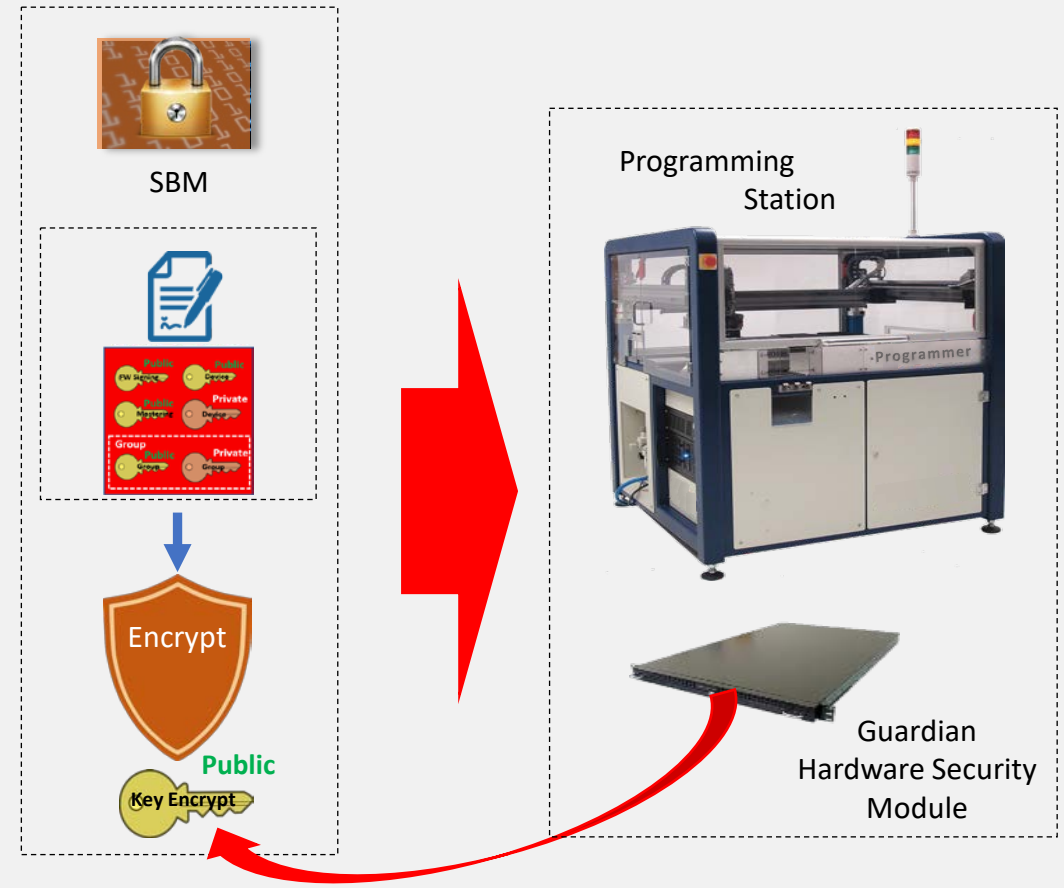 SBM
Public
FW Signing
Public
Device
Public
Mastering
Private
Device
Group
Public
Group
Private
Group
Encrypt
Public
Key Encrypt
Programming
Station
Programmer
Guardian
Hardware Security
Module